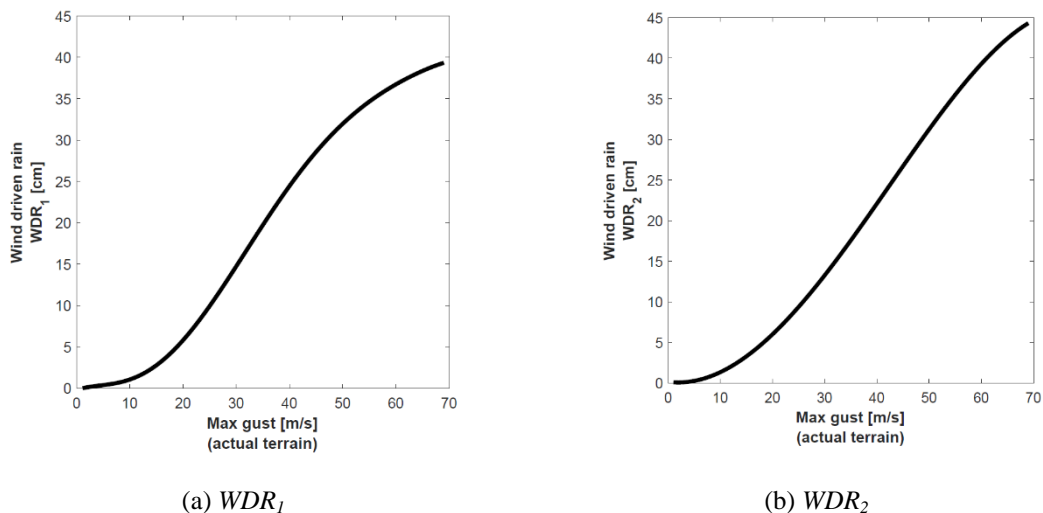 45
40
35
30
25
20
15
10
5
0
Wind driven rain
WDR1 [cm]
0 10 20 30 40 50 60 70
Max gust [m/s]
(actual terrain)
(a) WDR1
45
40
35
30
25
20
15
10
5
0
Wind driven rain
WDR2 [cm]
0 10 20 30 40 50 60 70
Max gust [m/s]
(actual terrain)
(b) WDR2